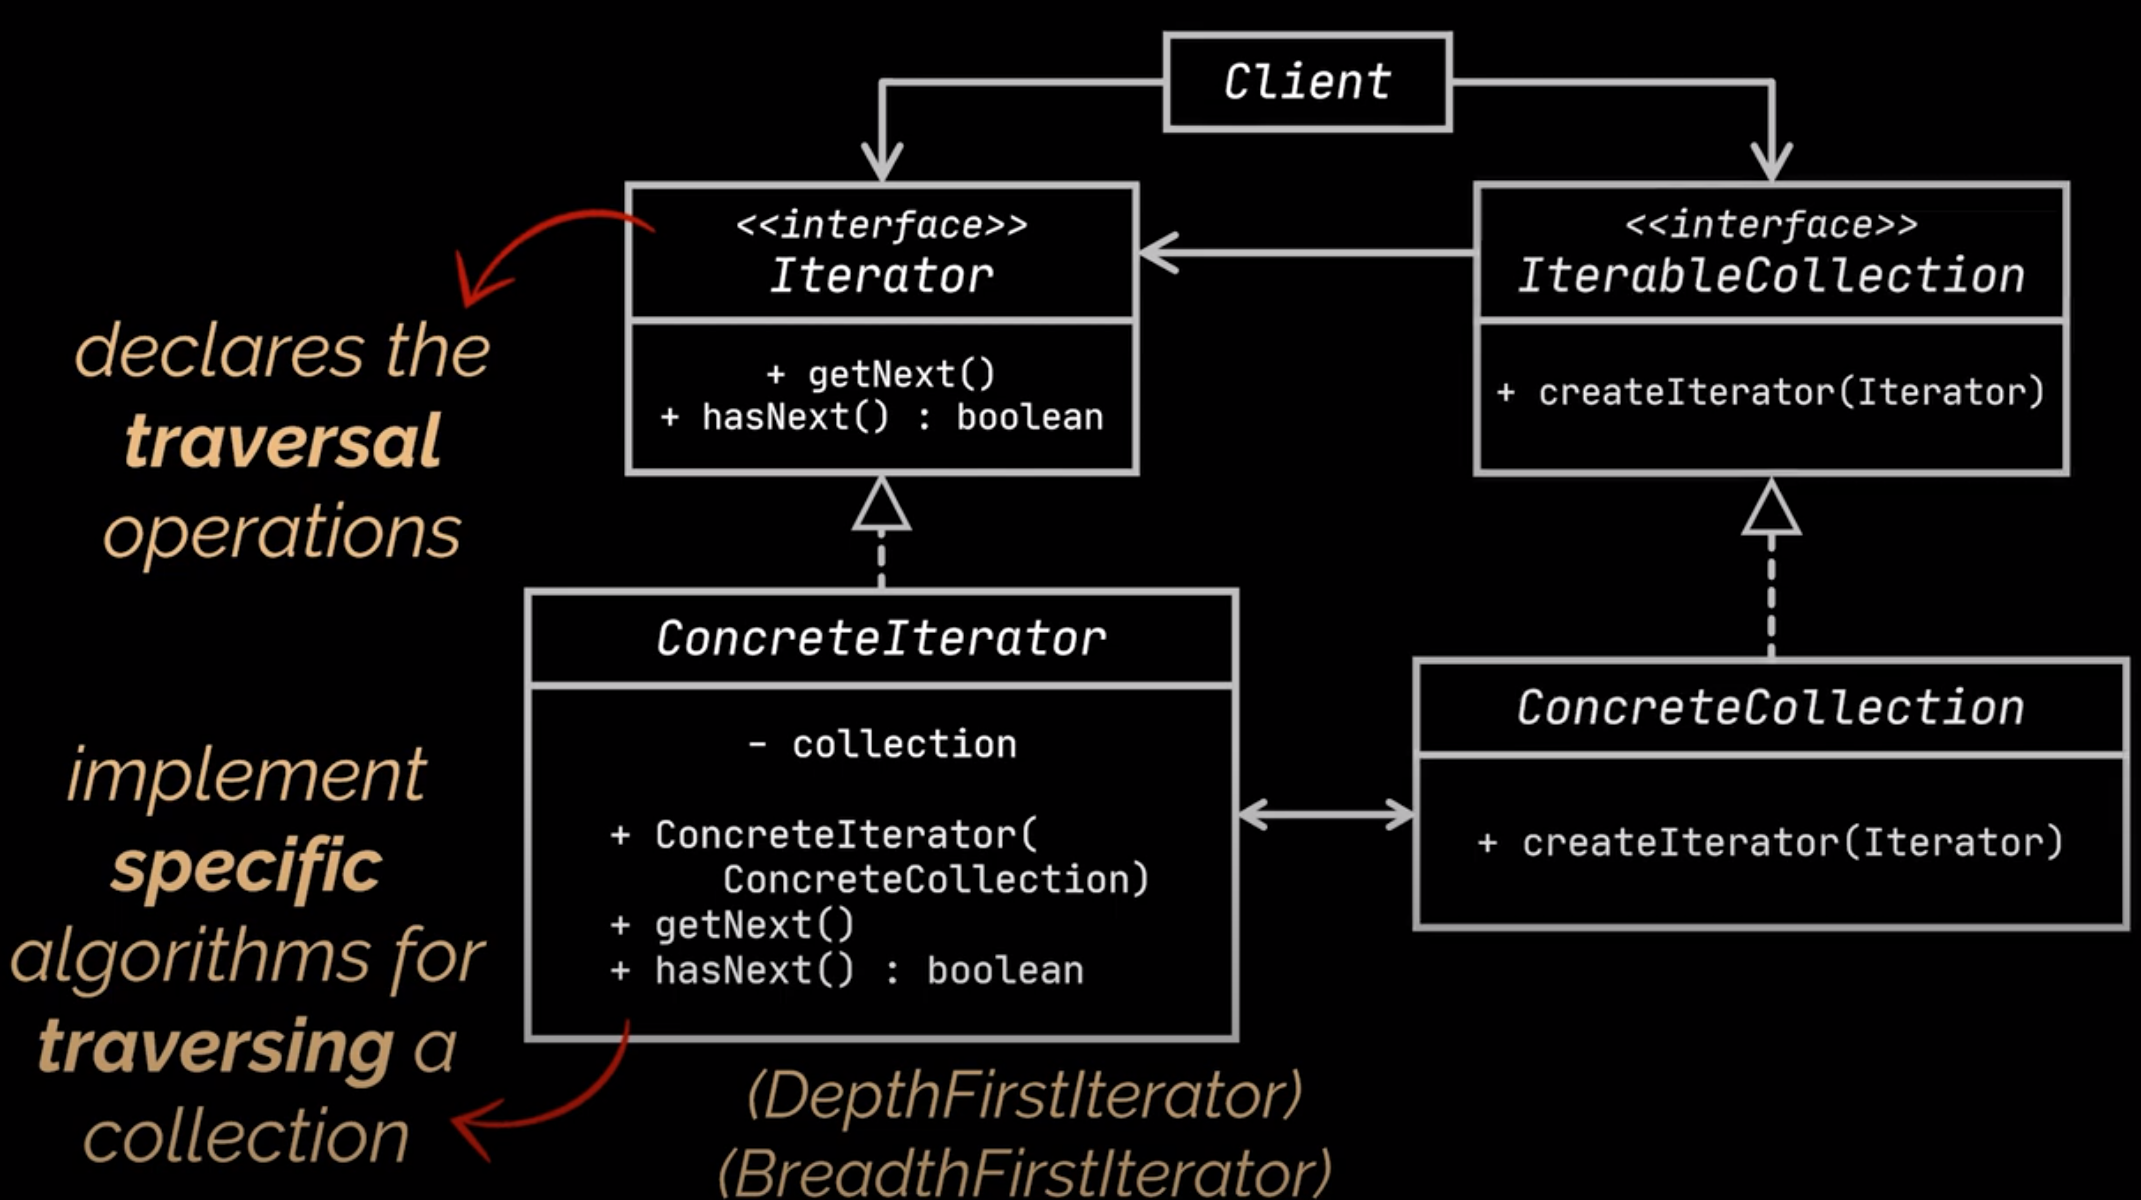 Client
<<interface>>
Iterator
+ getNext()
+ hasNext() : boolean
<<interface>>
IterableCollection
+ createIterator(Iterator)
declares the
traversal
operations
ConcreteIterator
- collection
+ ConcreteIterator(
ConcreteCollection)
+ getNext()
+ hasNext() : boolean
ConcreteCollection
+ createIterator(Iterator)
implement
specific
algorithms for
traversing a
collection
(DepthFirstIterator)
(BreadthFirstIterator)